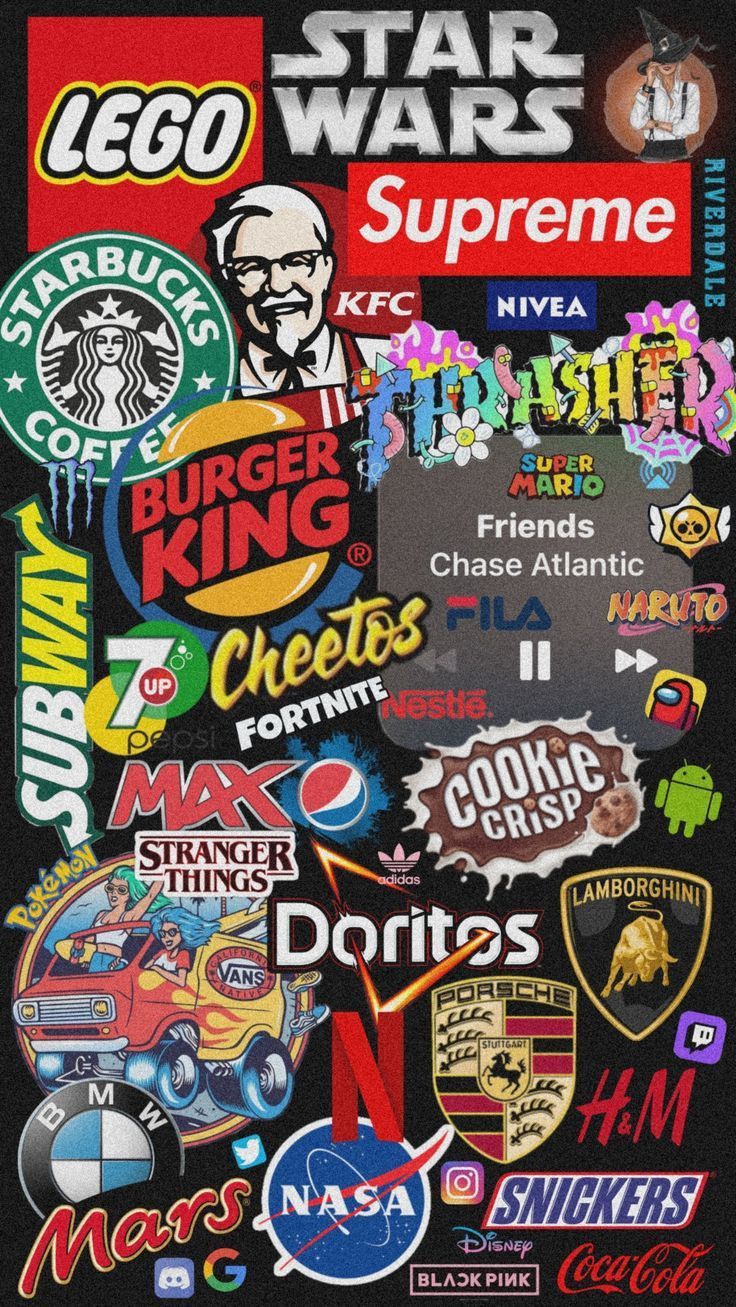 LEGO
®
STAR
WARS
Supreme
RIVERDALE
STARBUCKS
COFFEE
KFC
NIVEA
THRASHER
BURGER
KING
®
SUPER
MARIO
Friends
Chase Atlantic
SUBWAY
FILA
NARUTO
7
UP
Cheetos
FORTNITE
pepsi
Nestlé.
MAX
COOKIE
CRISP
STRANGER
THINGS
adidas
POKéMON
LAMBORGHINI
Doritos
CALIFORNIA
VANS
NATIVE
PORSCHE
STUTTGART
N
H&M
BMW
NASA
SNICKERS
Mars
Disney
BLACKPINK
Coca-Cola
G